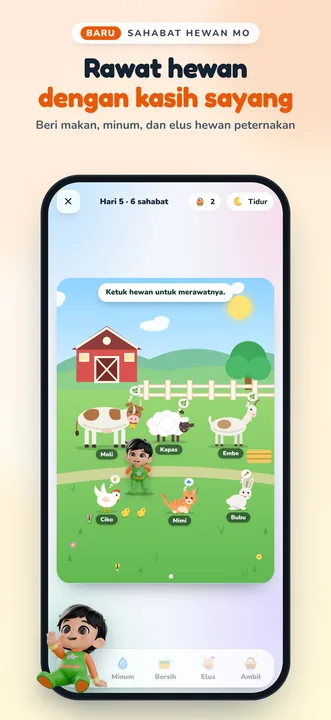 BARU SAHABAT HEWAN MO
Rawat hewan
dengan kasih sayang
Beri makan, minum, dan elus hewan peternakan
Hari 5 · 6 sahabat
2
Tidur
Ketuk hewan untuk merawatnya.
Moli
Kapas
Embe
Ciko
Mimi
Bubu
Minum
Bersih
Elus
Ambil